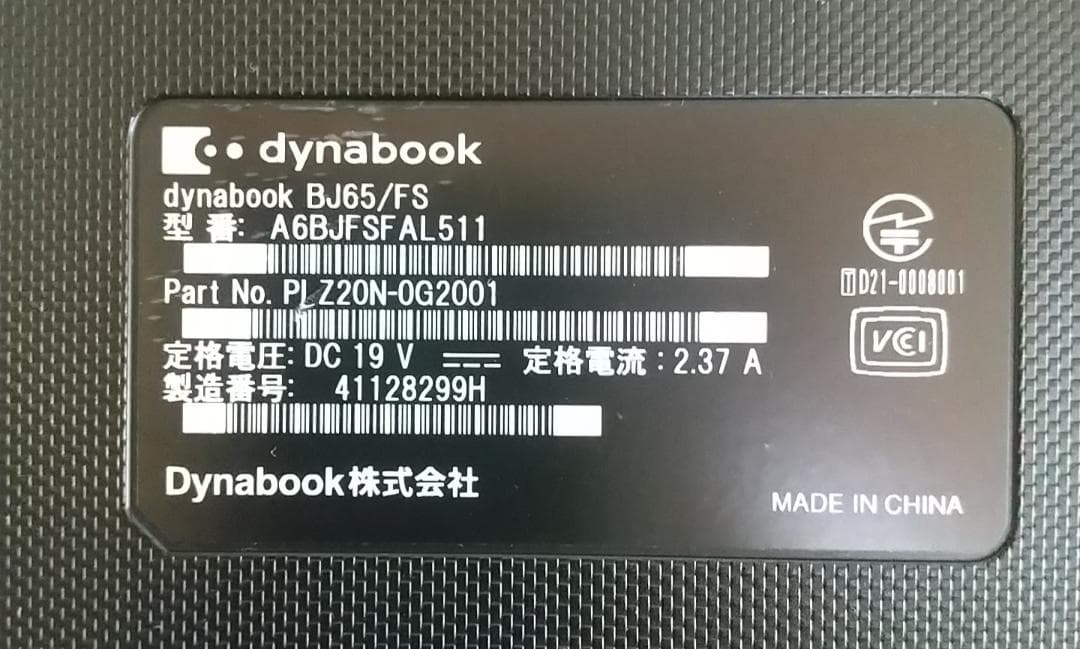 dynabook
dynabook BJ65/FS
型 番: A6BJFSFAL511
Part No. PLZ20N-0G2001
定格電圧: DC 19 V 定格電流: 2.37 A
製造番号: 41128299H
Dynabook株式会社
T D21-0008001
VCI
MADE IN CHINA